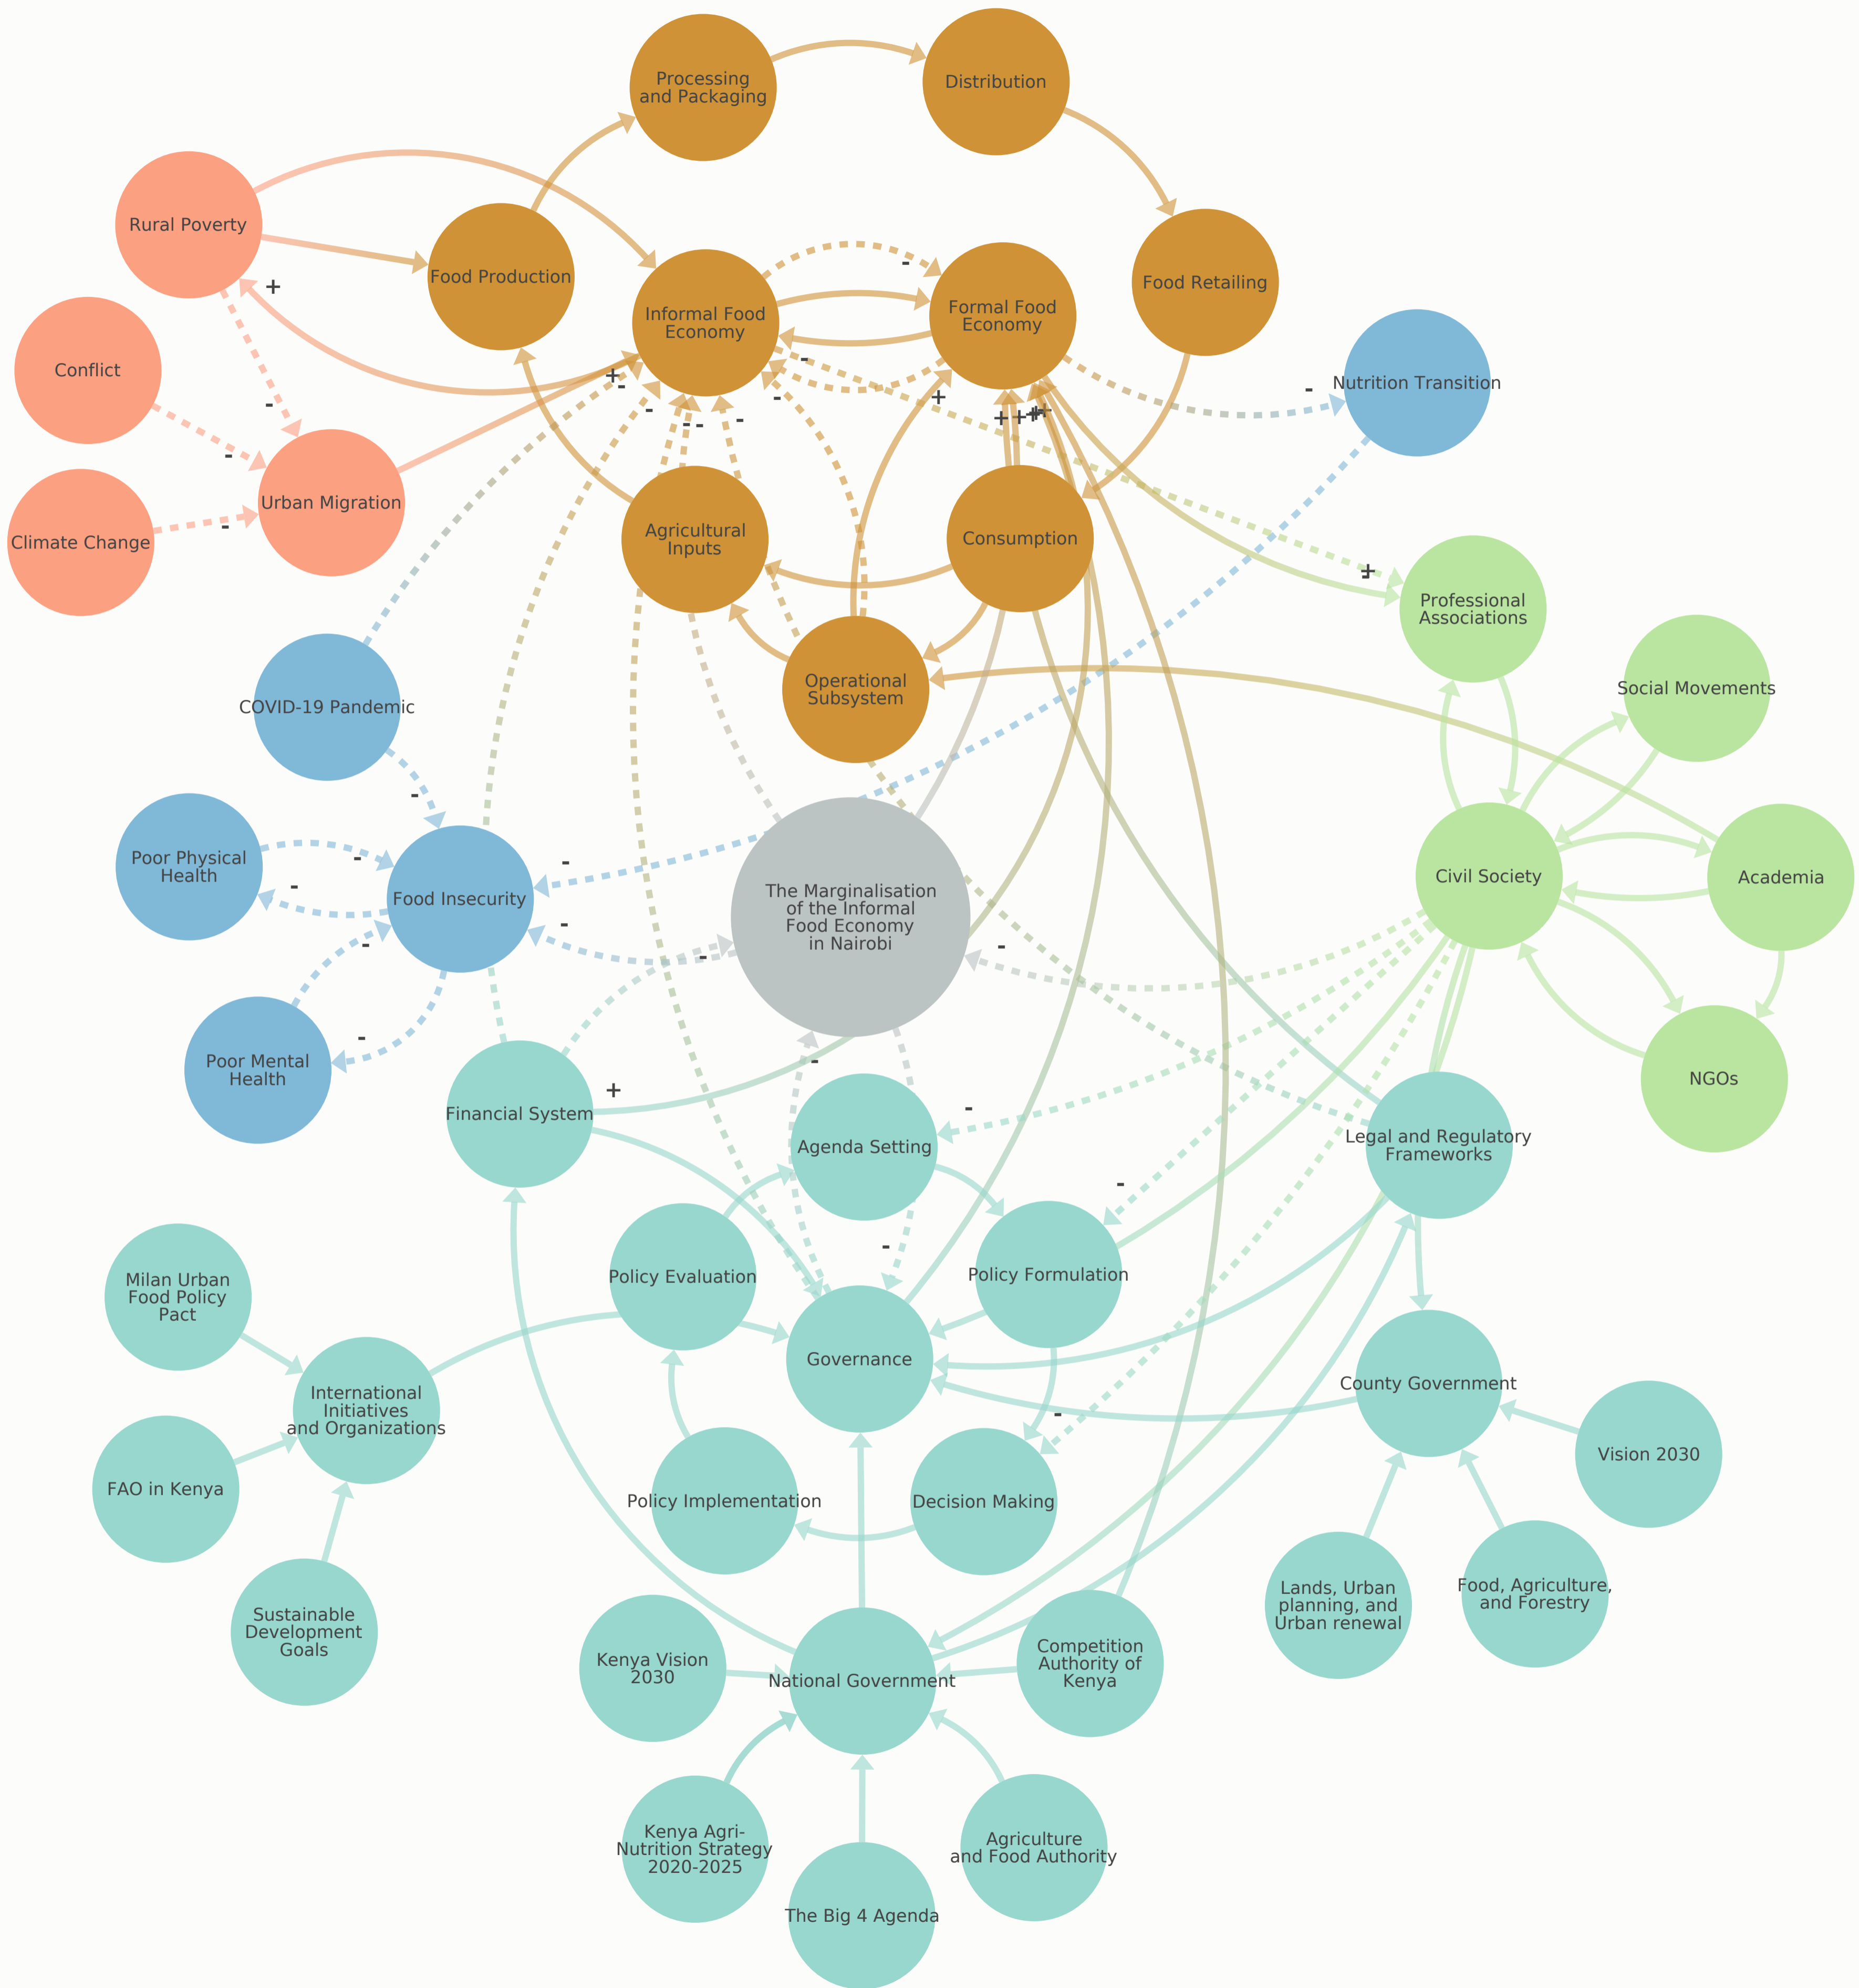 Processing
and Packaging
Distribution
Rural Poverty
Food Production
Informal Food
Economy
Formal Food
Economy
Food Retailing
Conflict
Nutrition Transition
Urban Migration
Climate Change
Agricultural
Inputs
Consumption
Professional
Associations
Operational
Subsystem
Social Movements
COVID-19 Pandemic
Poor Physical
Health
Food Insecurity
The Marginalisation
of the Informal
Food Economy
in Nairobi
Civil Society
Academia
Poor Mental
Health
NGOs
Financial System
Agenda Setting
Legal and Regulatory
Frameworks
Milan Urban
Food Policy
Pact
Policy Evaluation
Policy Formulation
Governance
International
Initiatives
and Organizations
County Government
FAO in Kenya
Policy Implementation
Decision Making
Vision 2030
Sustainable
Development
Goals
Lands, Urban
planning, and
Urban renewal
Food, Agriculture,
and Forestry
Kenya Vision
2030
National Government
Competition
Authority of
Kenya
Kenya Agri-
Nutrition Strategy
2020-2025
Agriculture
and Food Authority
The Big 4 Agenda